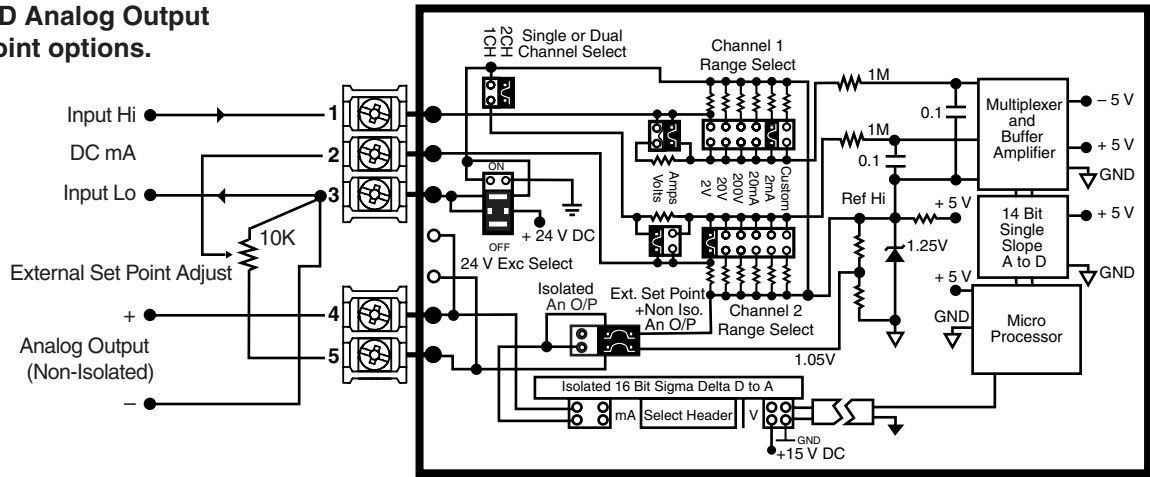 D Analog Output
oint options.
Input Hi
DC mA
Input Lo
10K
External Set Point Adjust
+
Analog Output
(Non-Isolated)
–
1
2
3
4
5
1CH
2CH
Single or Dual
Channel Select
ON
OFF
+ 24 V DC
24 V Exc Select
Isolated
An O/P
Ext. Set Point
+Non Iso.
An O/P
Channel 1
Range Select
Volts
Amps
2V
20V
200V
20mA
2mA
Custom
Channel 2
Range Select
1.05V
1M
0.1
1M
0.1
Ref Hi
+ 5 V
1.25V
Multiplexer
and
Buffer
Amplifier
– 5 V
+ 5 V
GND
14 Bit
Single
Slope
A to D
+ 5 V
GND
+ 5 V
GND
Micro
Processor
Isolated 16 Bit Sigma Delta D to A
mA
Select Header
V
GND
+15 V DC